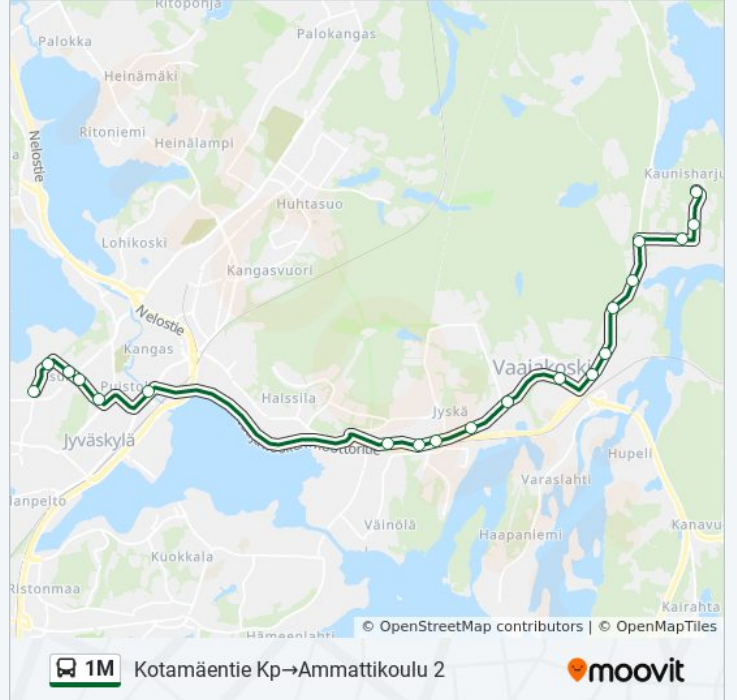 Ritopohja
Palokka
Palokangas
Heinämäki
Nelostie
Ritoniemi
Heinälampi
a
Kaunisharju
Huhtasuo
Lohikoski
Kangasvuori
Nelostie
Kangas
Vaajakoski
Puisto
Halssila
Jyskä
Jyväskylä
Hupeli
Varaslahti
lanpelto
Väinölä
Haapaniemi
Kanavu
Kuokkala
Ristonmaa
Kairahta
Hämeenlahti
© OpenStreetMap contributors | © OpenMapTiles
1M Kotamäentie Kp→Ammattikoulu 2
moovit